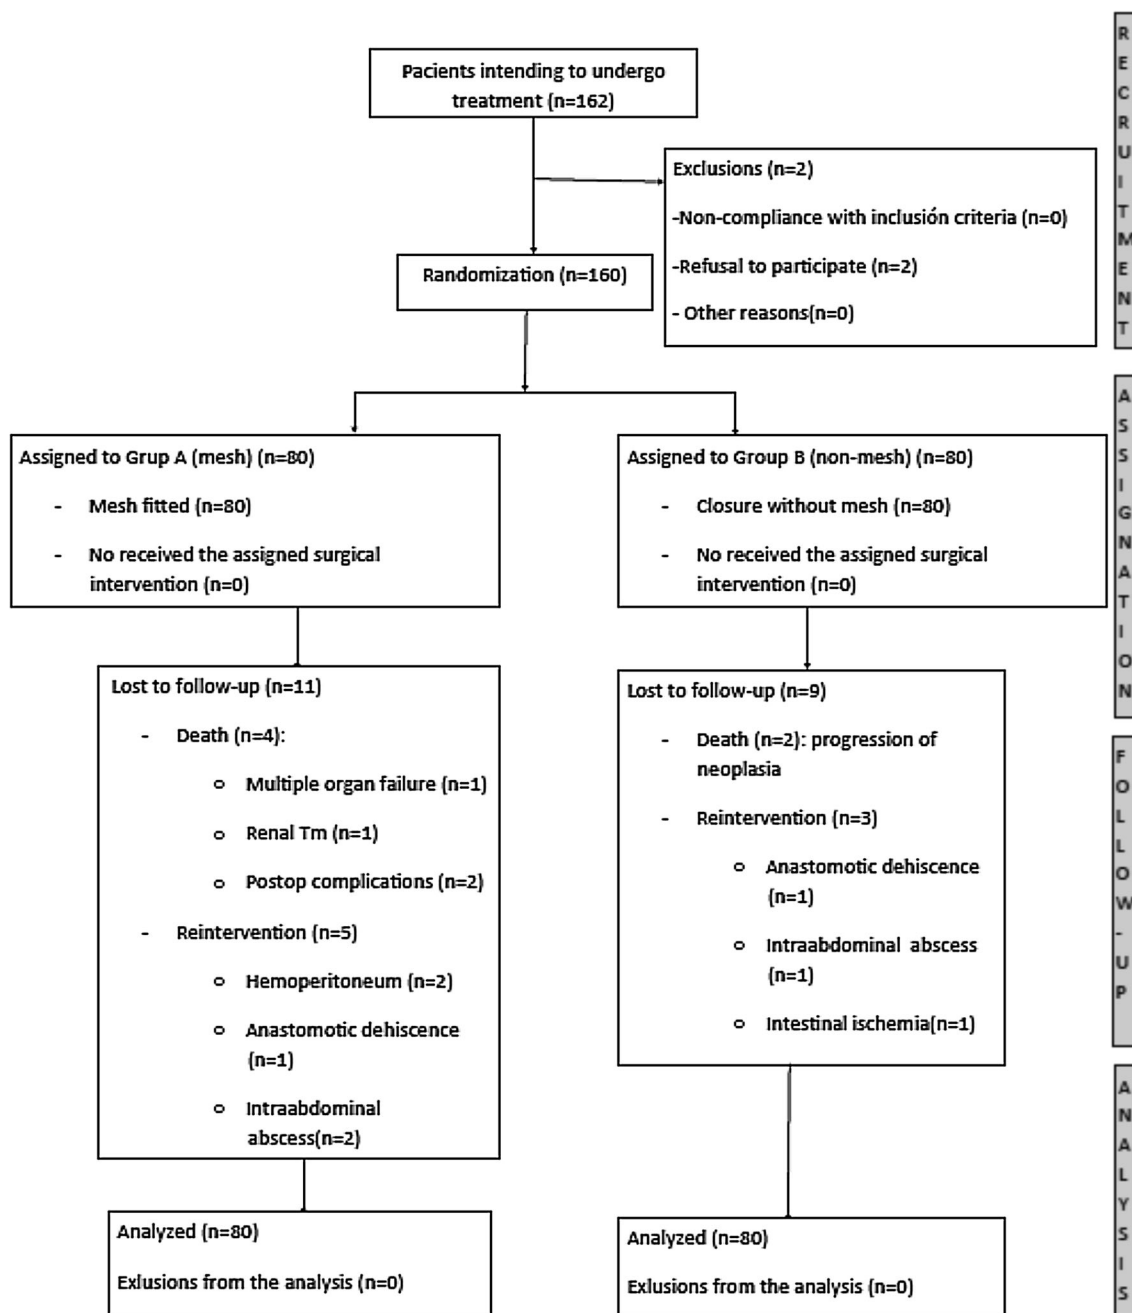 Pacients intending to undergo
treatment (n=162)
Exclusions (n=2)
-Non-compliance with inclusión criteria (n=0)
-Refusal to participate (n=2)
- Other reasons(n=0)
Randomization (n=160)
RECRUITMENT
Assigned to Grup A (mesh) (n=80)
- Mesh fitted (n=80)
- No received the assigned surgical
intervention (n=0)
Assigned to Group B (non-mesh) (n=80)
- Closure without mesh (n=80)
- No received the assigned surgical
intervention (n=0)
ASSIGNATION
Lost to follow-up (n=11)
- Death (n=4):
o Multiple organ failure (n=1)
o Renal Tm (n=1)
o Postop complications (n=2)
- Reintervention (n=5)
o Hemoperitoneum (n=2)
o Anastomotic dehiscence
(n=1)
o Intraabdominal
abscess(n=2)
Lost to follow-up (n=9)
- Death (n=2): progression of
neoplasia
- Reintervention (n=3)
o Anastomotic dehiscence
(n=1)
o Intraabdominal abscess
(n=1)
o Intestinal ischemia(n=1)
FOLLOW-UP
Analyzed (n=80)
Exlusions from the analysis (n=0)
Analyzed (n=80)
Exlusions from the analysis (n=0)
ANALYSIS